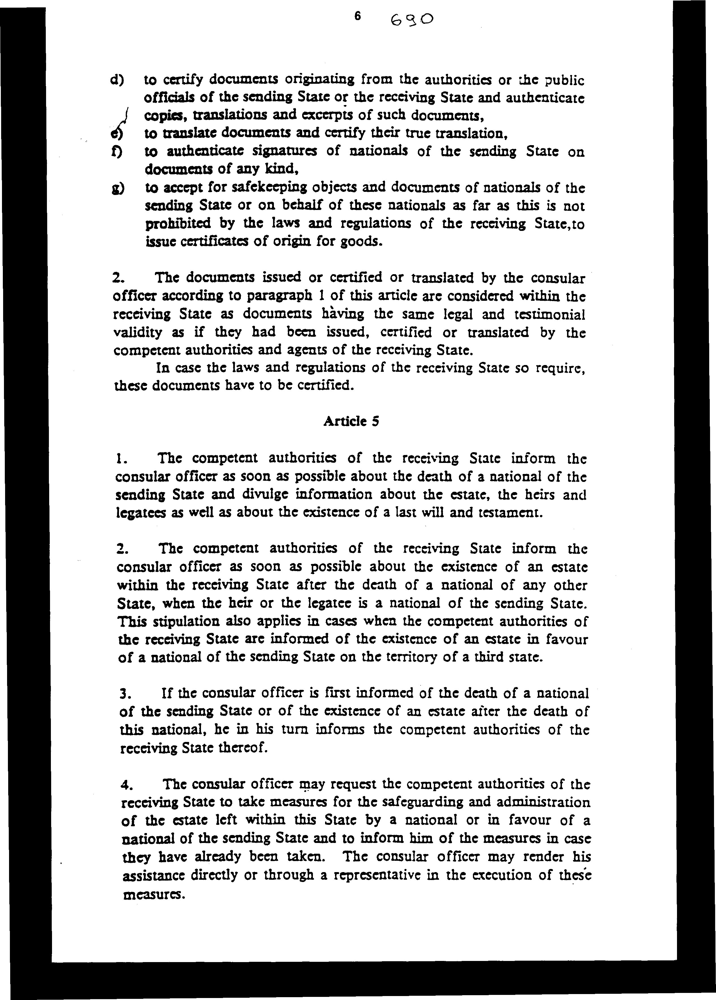 6 690
d) to certify documents originating from the authorities or the public
officials of the sending State or the receiving State and authenticate
copies, translations and excerpts of such documents,
e) to translate documents and certify their true translation,
f) to authenticate signatures of nationals of the sending State on
documents of any kind,
g) to accept for safekeeping objects and documents of nationals of the
sending State or on behalf of these nationals as far as this is not
prohibited by the laws and regulations of the receiving State,to
issue certificates of origin for goods.
2. The documents issued or certified or translated by the consular
officer according to paragraph 1 of this article are considered within the
receiving State as documents having the same legal and testimonial
validity as if they had been issued, certified or translated by the
competent authorities and agents of the receiving State.
In case the laws and regulations of the receiving State so require,
these documents have to be certified.
Article 5
1. The competent authorities of the receiving State inform the
consular officer as soon as possible about the death of a national of the
sending State and divulge information about the estate, the heirs and
legatees as well as about the existence of a last will and testament.
2. The competent authorities of the receiving State inform the
consular officer as soon as possible about the existence of an estate
within the receiving State after the death of a national of any other
State, when the heir or the legatee is a national of the sending State.
This stipulation also applies in cases when the competent authorities of
the receiving State are informed of the existence of an estate in favour
of a national of the sending State on the territory of a third state.
3. If the consular officer is first informed of the death of a national
of the sending State or of the existence of an estate after the death of
this national, he in his turn informs the competent authorities of the
receiving State thereof.
4. The consular officer may request the competent authorities of the
receiving State to take measures for the safeguarding and administration
of the estate left within this State by a national or in favour of a
national of the sending State and to inform him of the measures in case
they have already been taken. The consular officer may render his
assistance directly or through a representative in the execution of these
measures.